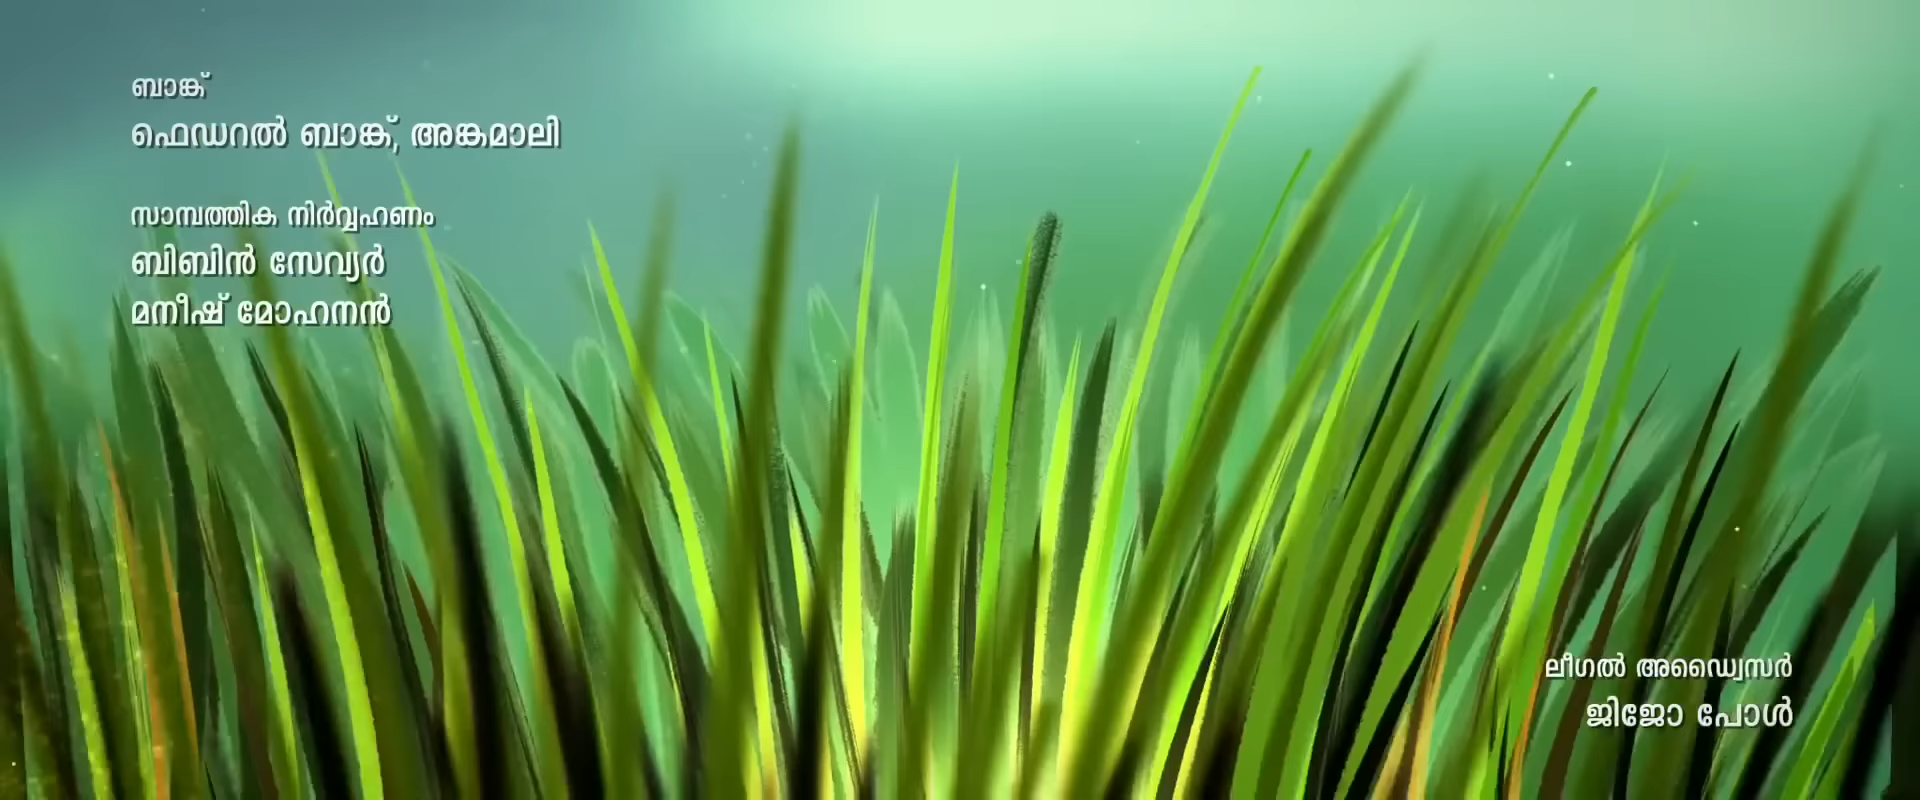 ബാങ്ക്
ഫെഡറൽ ബാങ്ക്, അങ്കമാലി
സാമ്പത്തിക നിർവ്വഹണം
ബിബിൻ സേവ്യർ
മനീഷ് മോഹനൻ
ലീഗൽ അഡ്വൈസർ
ജിജോ പോൾ